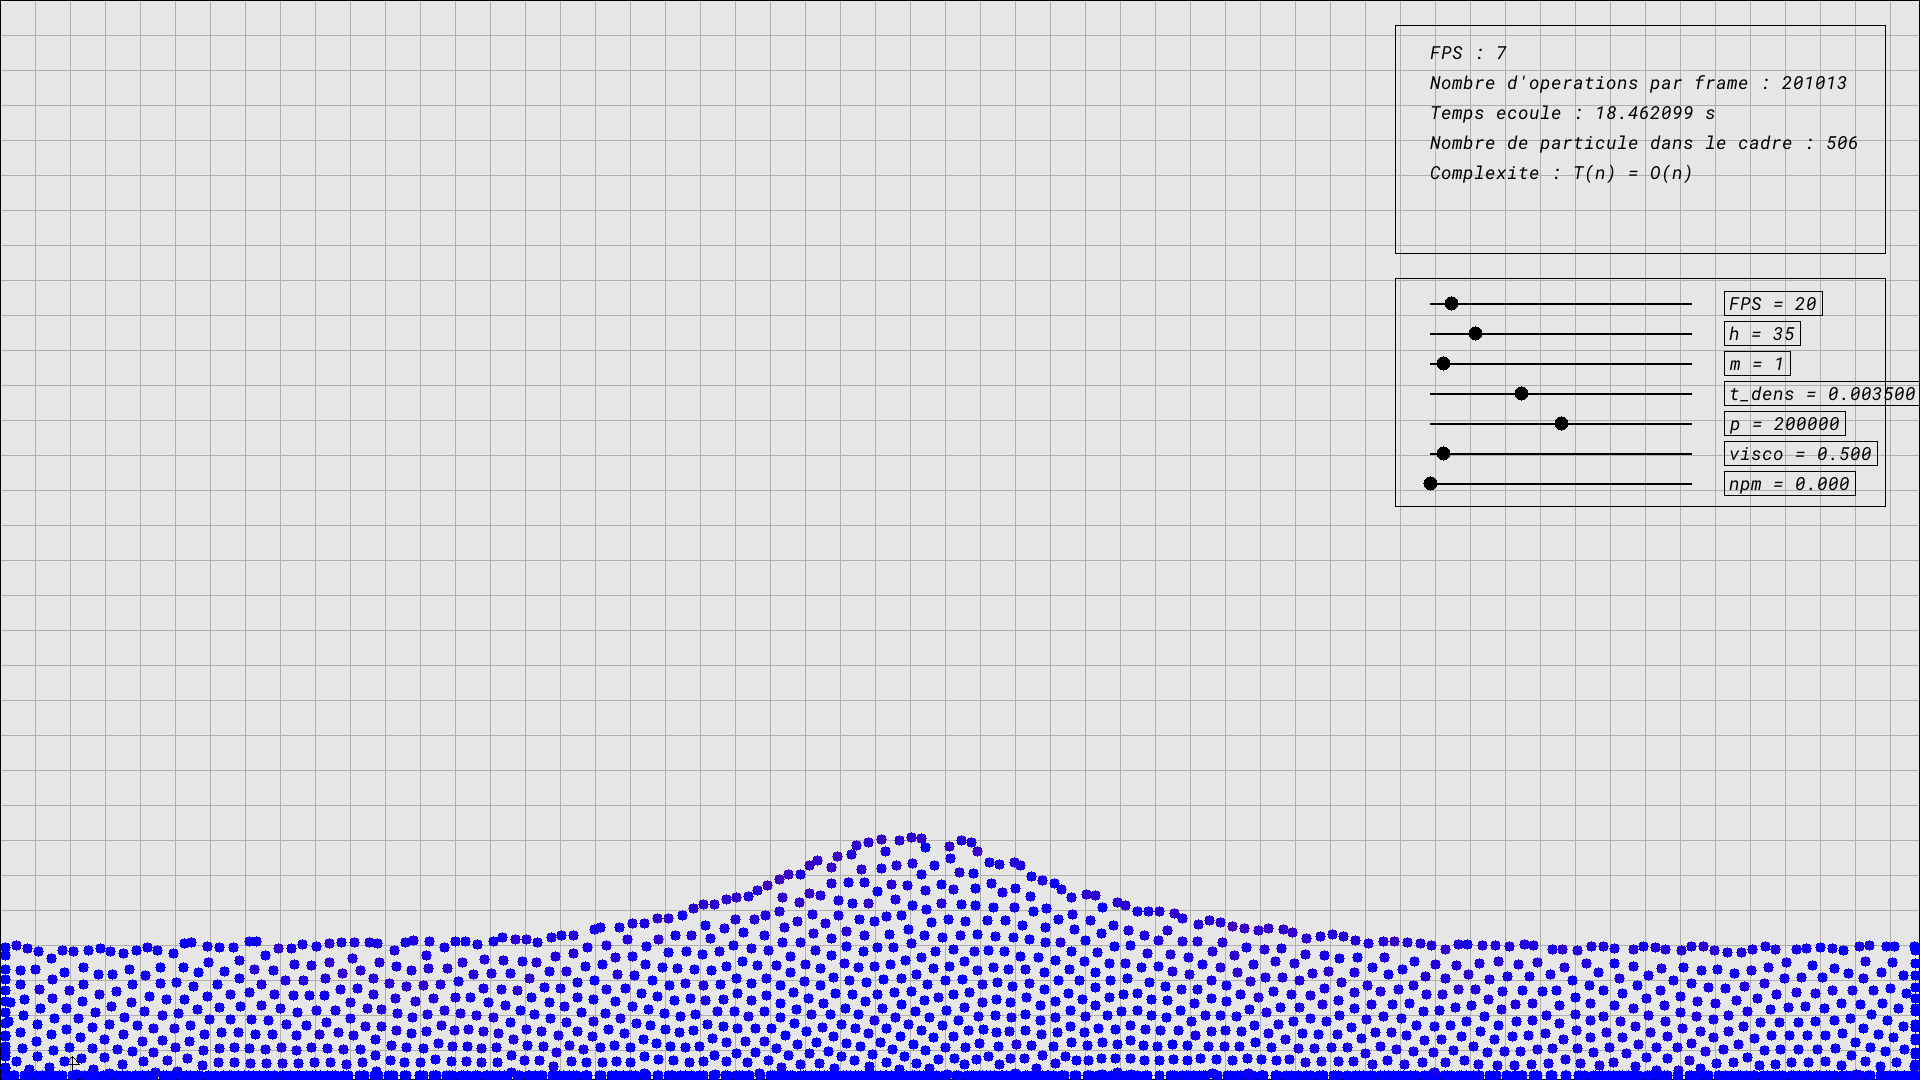 FPS : 7
Nombre d'operations par frame : 201013
Temps ecoule : 18.462099 s
Nombre de particule dans le cadre : 506
Complexite : T(n) = O(n)
FPS = 20
h = 35
m = 1
t_dens = 0.003500
p = 200000
visco = 0.500
npm = 0.000